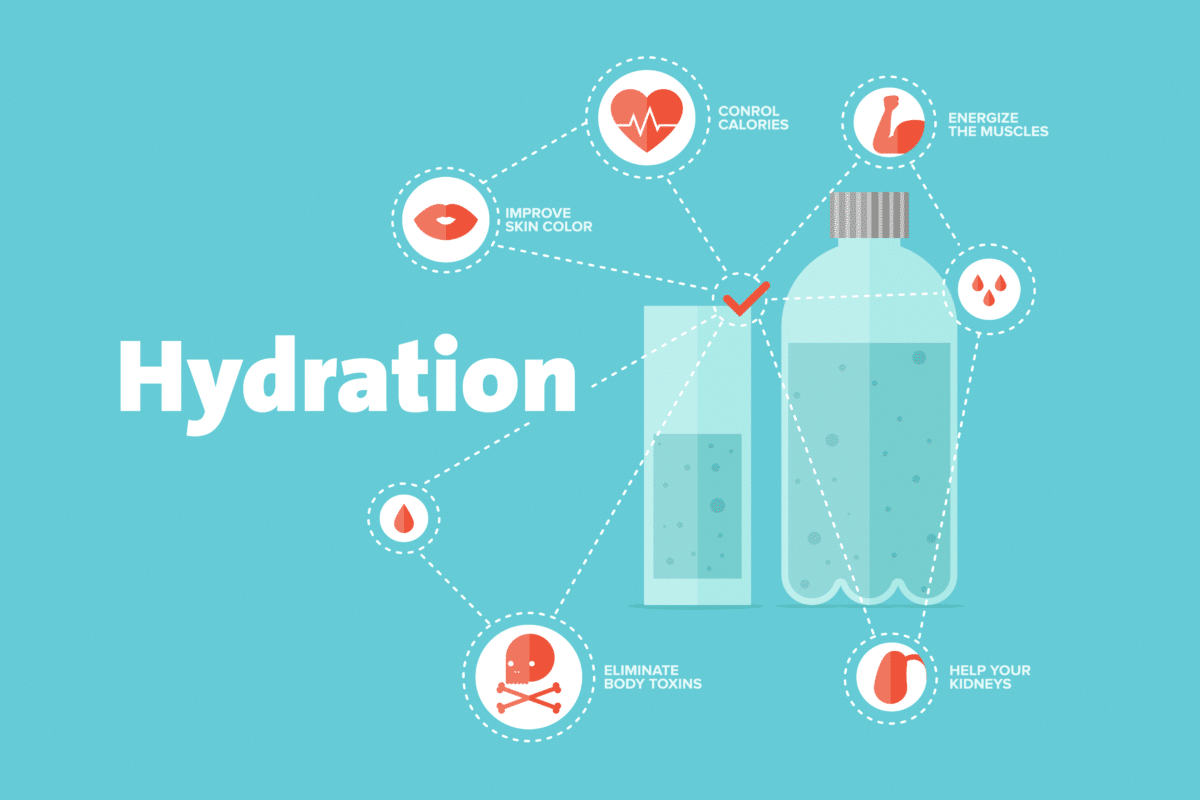 CONROL
CALORIES
ENERGIZE
THE MUSCLES
IMPROVE
SKIN COLOR
Hydration
ELIMINATE
BODY TOXINS
HELP YOUR
KIDNEYS